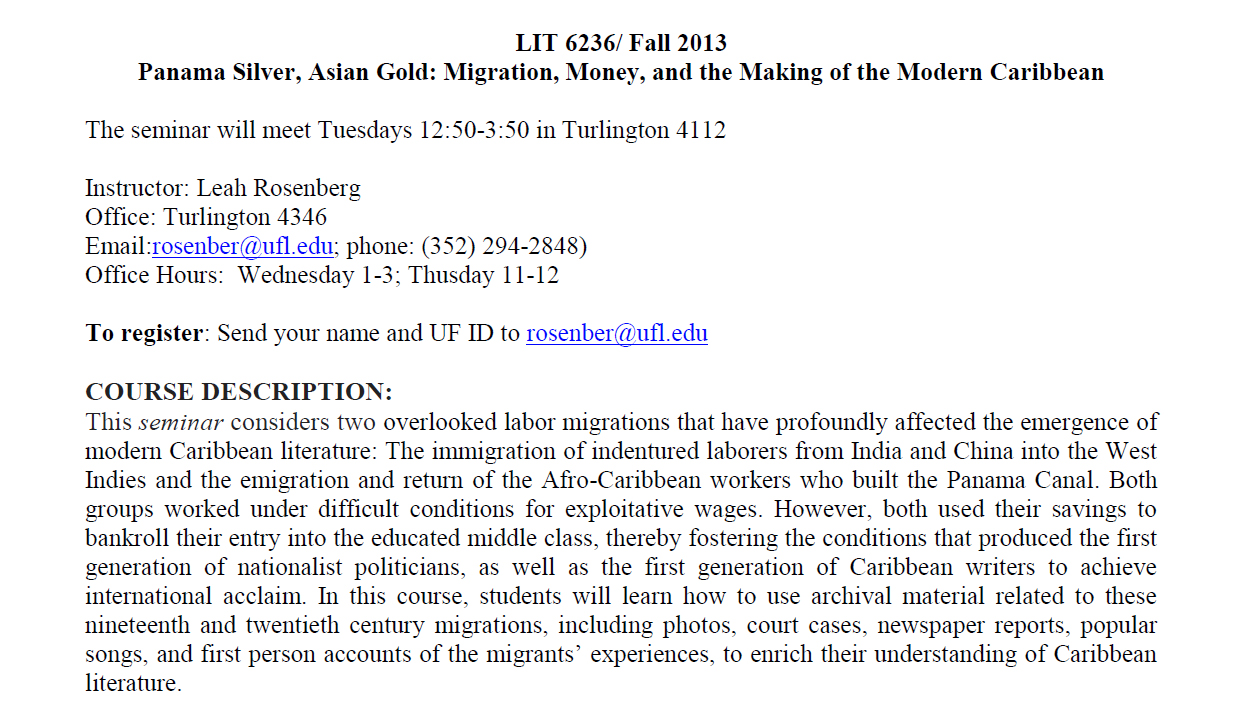 LIT 6236/ Fall 2013
Panama Silver, Asian Gold: Migration, Money, and the Making of the Modern Caribbean
The seminar will meet Tuesdays 12:50-3:50 in Turlington 4112
Instructor: Leah Rosenberg
Office: Turlington 4346
Email:rosenber@ufl.edu; phone: (352) 294-2848)
Office Hours:  Wednesday 1-3; Thusday 11-12
To register: Send your name and UF ID to rosenber@ufl.edu
COURSE DESCRIPTION:
This seminar considers two overlooked labor migrations that have profoundly affected the emergence of
modern Caribbean literature: The immigration of indentured laborers from India and China into the West
Indies and the emigration and return of the Afro-Caribbean workers who built the Panama Canal. Both
groups worked under difficult conditions for exploitative wages. However, both used their savings to
bankroll their entry into the educated middle class, thereby fostering the conditions that produced the first
generation of nationalist politicians, as well as the first generation of Caribbean writers to achieve
international acclaim. In this course, students will learn how to use archival material related to these
nineteenth and twentieth century migrations, including photos, court cases, newspaper reports, popular
songs, and first person accounts of the migrants’ experiences, to enrich their understanding of Caribbean
literature.